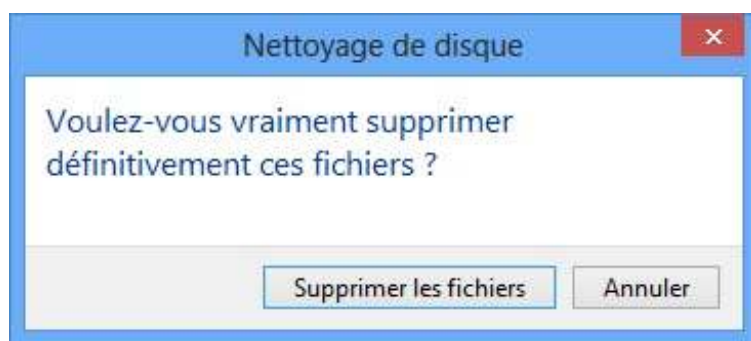 Nettoyage de disque
Voulez-vous vraiment supprimer
définitivement ces fichiers ?
Supprimer les fichiers
Annuler